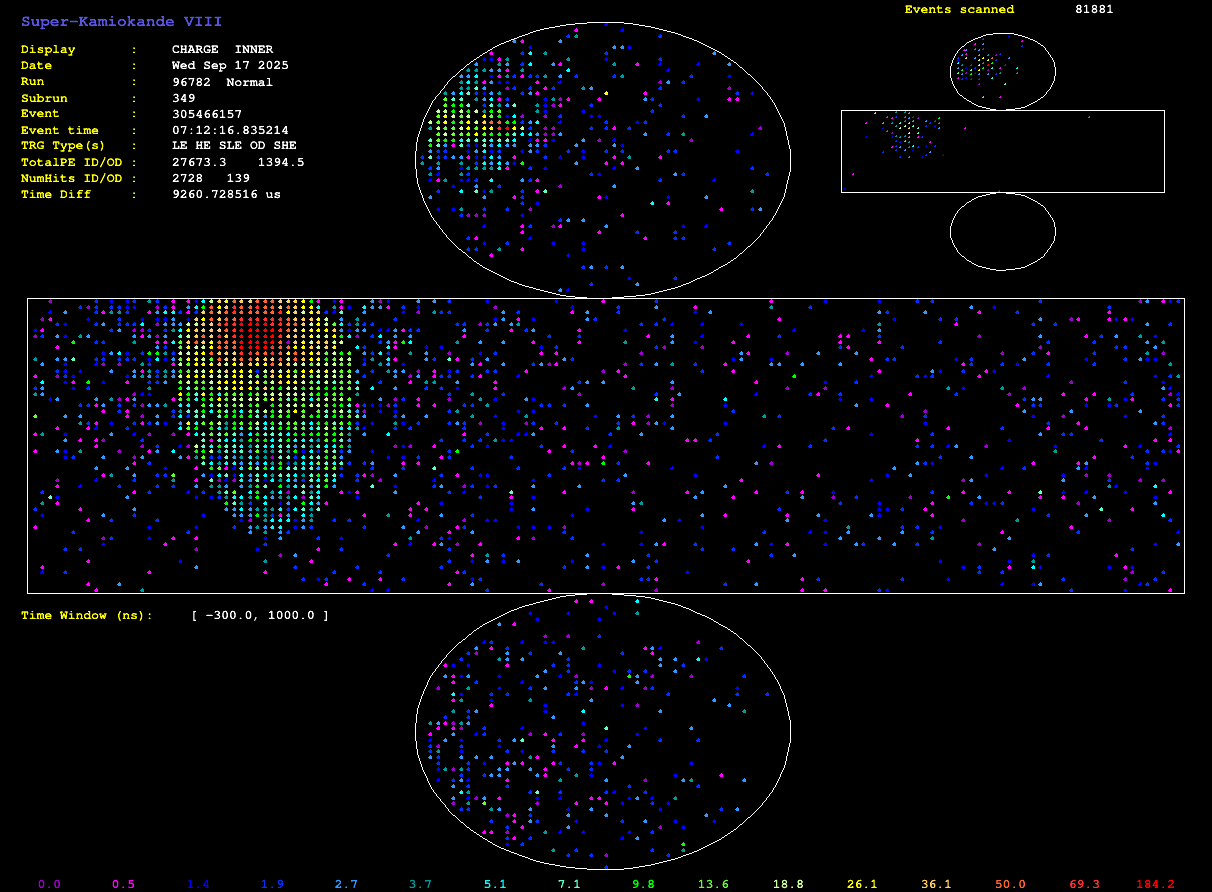 Super-Kamiokande VIII
Events scanned 81881
Display : CHARGE INNER
Date : Wed Sep 17 2025
Run : 96782 Normal
Subrun : 349
Event : 305466157
Event time : 07:12:16.835214
TRG Type(s) : LE HE SLE OD SHE
TotalPE ID/OD : 27673.3 1394.5
NumHits ID/OD : 2728 139
Time Diff : 9260.728516 us
Time Window (ns): [ -300.0, 1000.0 ]
0.0 0.5 1.4 1.9 2.7 3.7 5.1 7.1 9.8 13.6 18.8 26.1 36.1 50.0 69.3 184.2